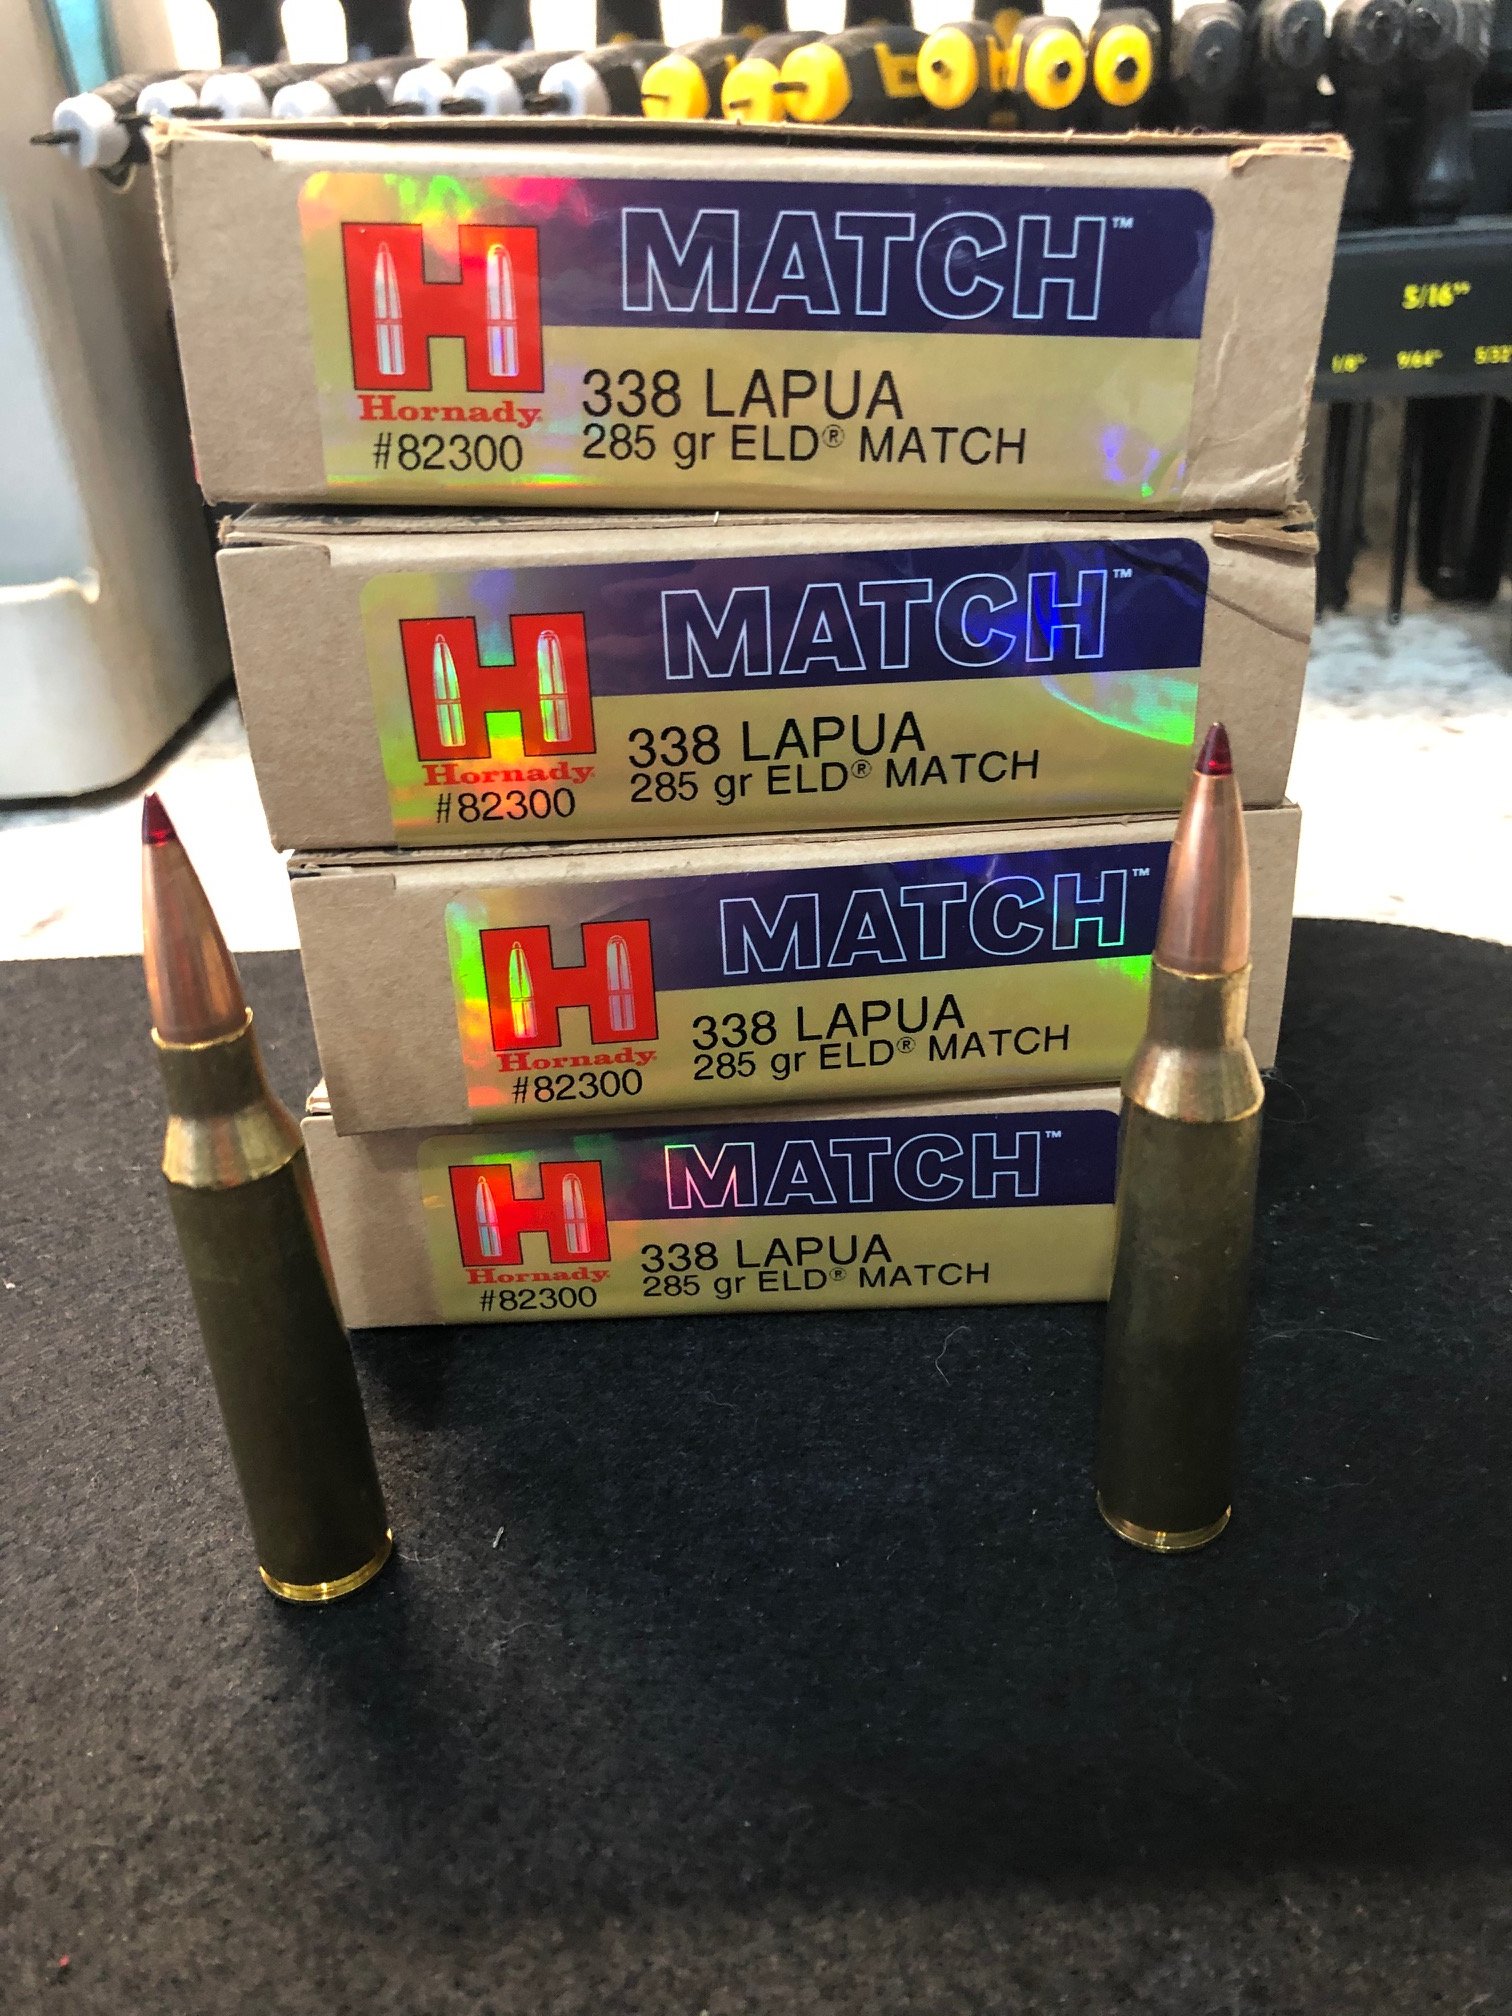 MATCH™
Hornady
#82300
338 LAPUA
285 gr ELD® MATCH
5/16"
1/8" 9/64" 5/32"
MATCH™
Hornady
#82300
338 LAPUA
285 gr ELD® MATCH
MATCH™
Hornady
#82300
338 LAPUA
285 gr ELD® MATCH
MATCH™
Hornady
#82300
338 LAPUA
285 gr ELD® MATCH